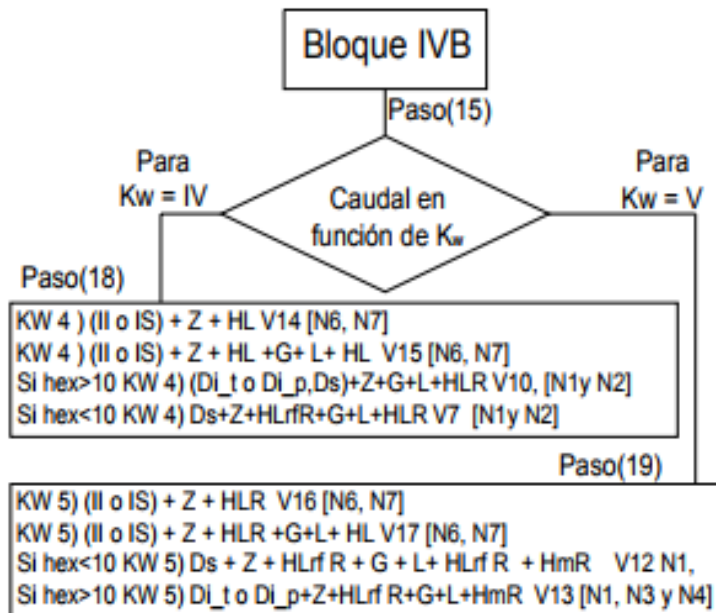 Bloque IVB
Paso(15)
Para
Kw = IV
Para
Kw = V
Caudal en
función de Kw
Paso(18)
KW 4 ) (II o IS) + Z + HL V14 [N6, N7]
KW 4 ) (II o IS) + Z + HL +G+ L+ HL V15 [N6, N7]
Si hex>10 KW 4) (Di_t o Di_p,Ds)+Z+G+L+HLR V10, [N1y N2]
Si hex<10 KW 4) Ds+Z+HLrfR+G+L+HLR V7 [N1y N2]
Paso(19)
KW 5) (II o IS) + Z + HLR V16 [N6, N7]
KW 5) (II o IS) + Z + HLR +G+L+ HL V17 [N6, N7]
Si hex<10 KW 5) Ds + Z + HLrf R + G + L+ HLrf R + HmR V12 N1,
Si hex>10 KW 5) Di_t o Di_p+Z+HLrf R+G+L+HmR V13 [N1, N3 y N4]